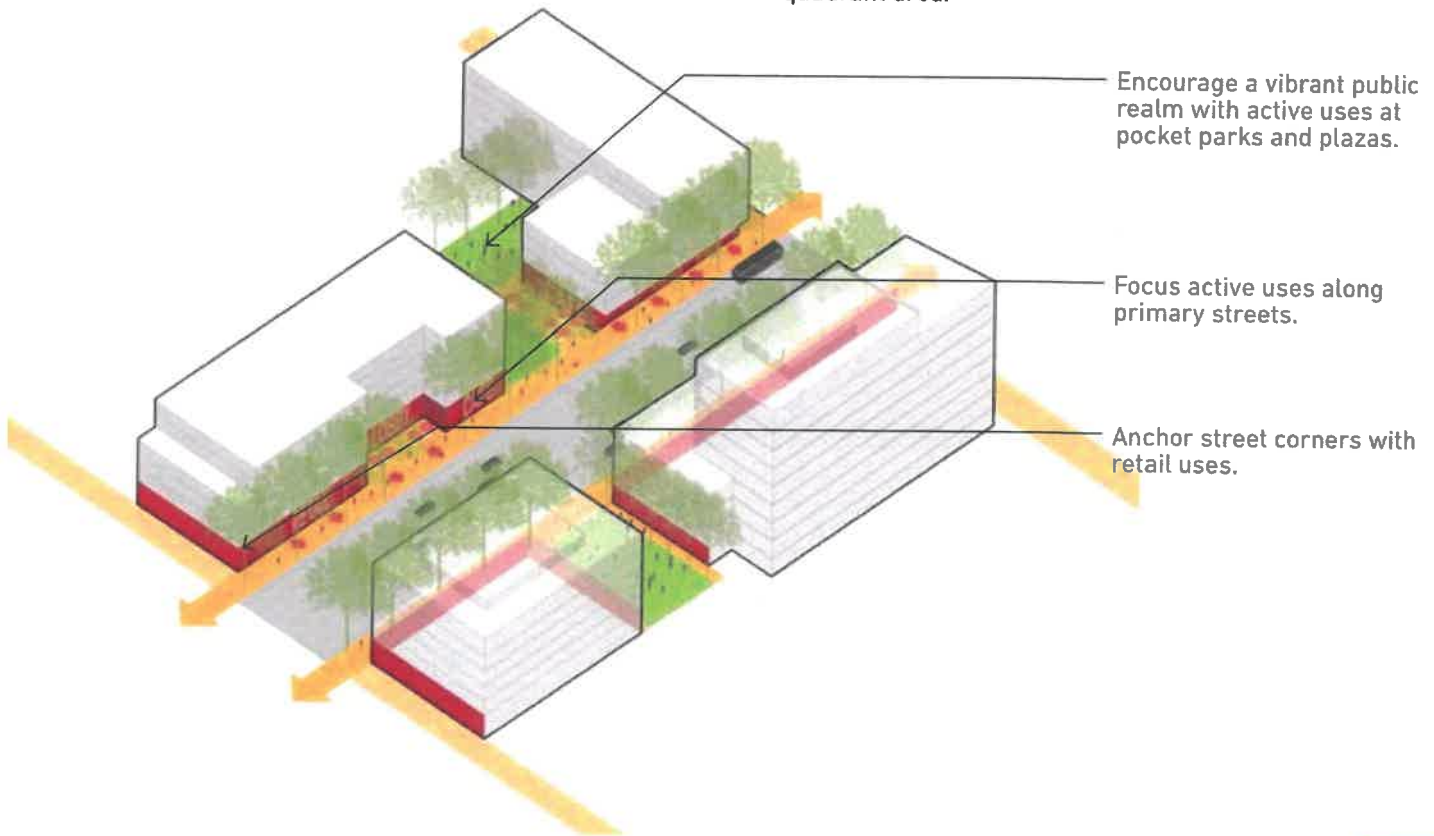 Encourage a vibrant public
realm with active uses at
pocket parks and plazas.
Focus active uses along
primary streets.
Anchor street corners with
retail uses.